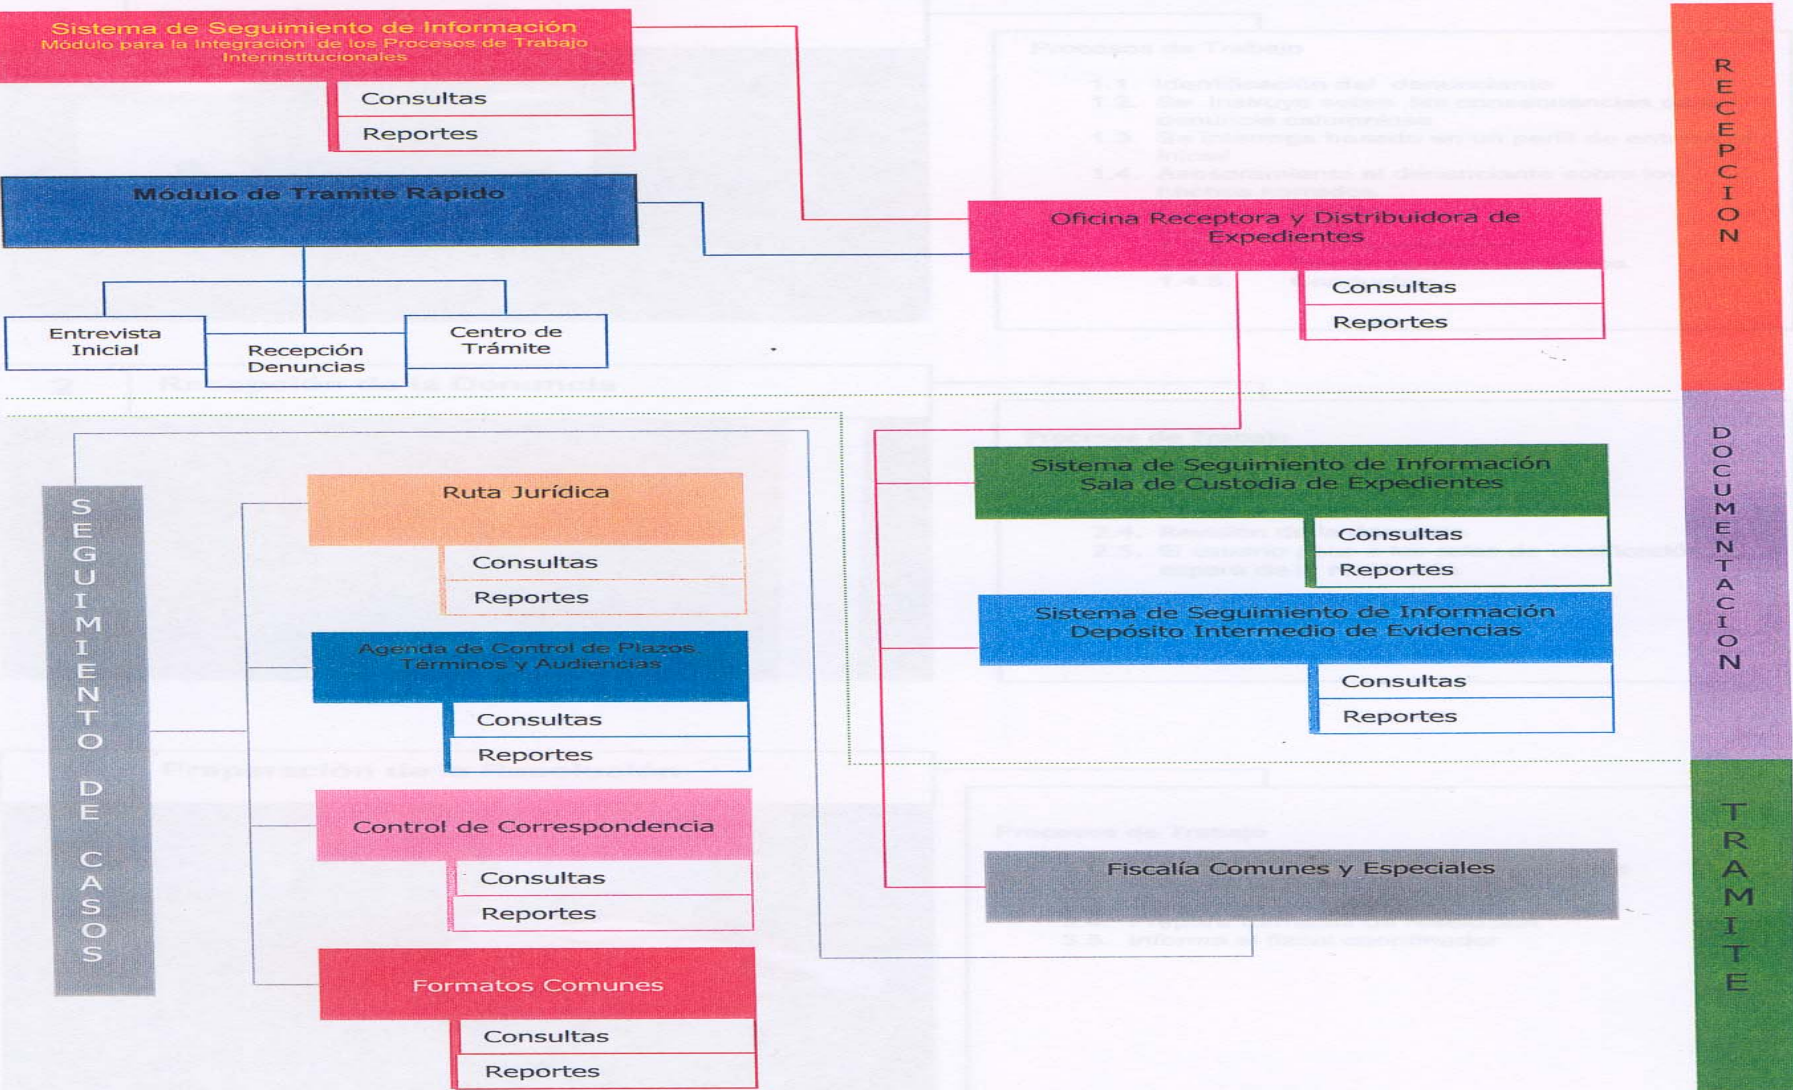 Sistema de Seguimiento de Información
Módulo para la Integración de los Procesos de Trabajo
Interinstitucionales
Consultas
Reportes
Módulo de Tramite Rápido
Entrevista
Inicial
Recepción
Denuncias
Centro de
Trámite
Oficina Receptora y Distribuidora de
Expedientes
Consultas
Reportes
RECEPCION
SEGUIMIENTO DE CASOS
Ruta Jurídica
Consultas
Reportes
Agenda de Control de Plazos,
Términos y Audiencias
Consultas
Reportes
Control de Correspondencia
Consultas
Reportes
Formatos Comunes
Consultas
Reportes
Sistema de Seguimiento de Información
Sala de Custodia de Expedientes
Consultas
Reportes
Sistema de Seguimiento de Información
Depósito Intermedio de Evidencias
Consultas
Reportes
DOCUMENTACION
Fiscalía Comunes y Especiales
TRAMITE